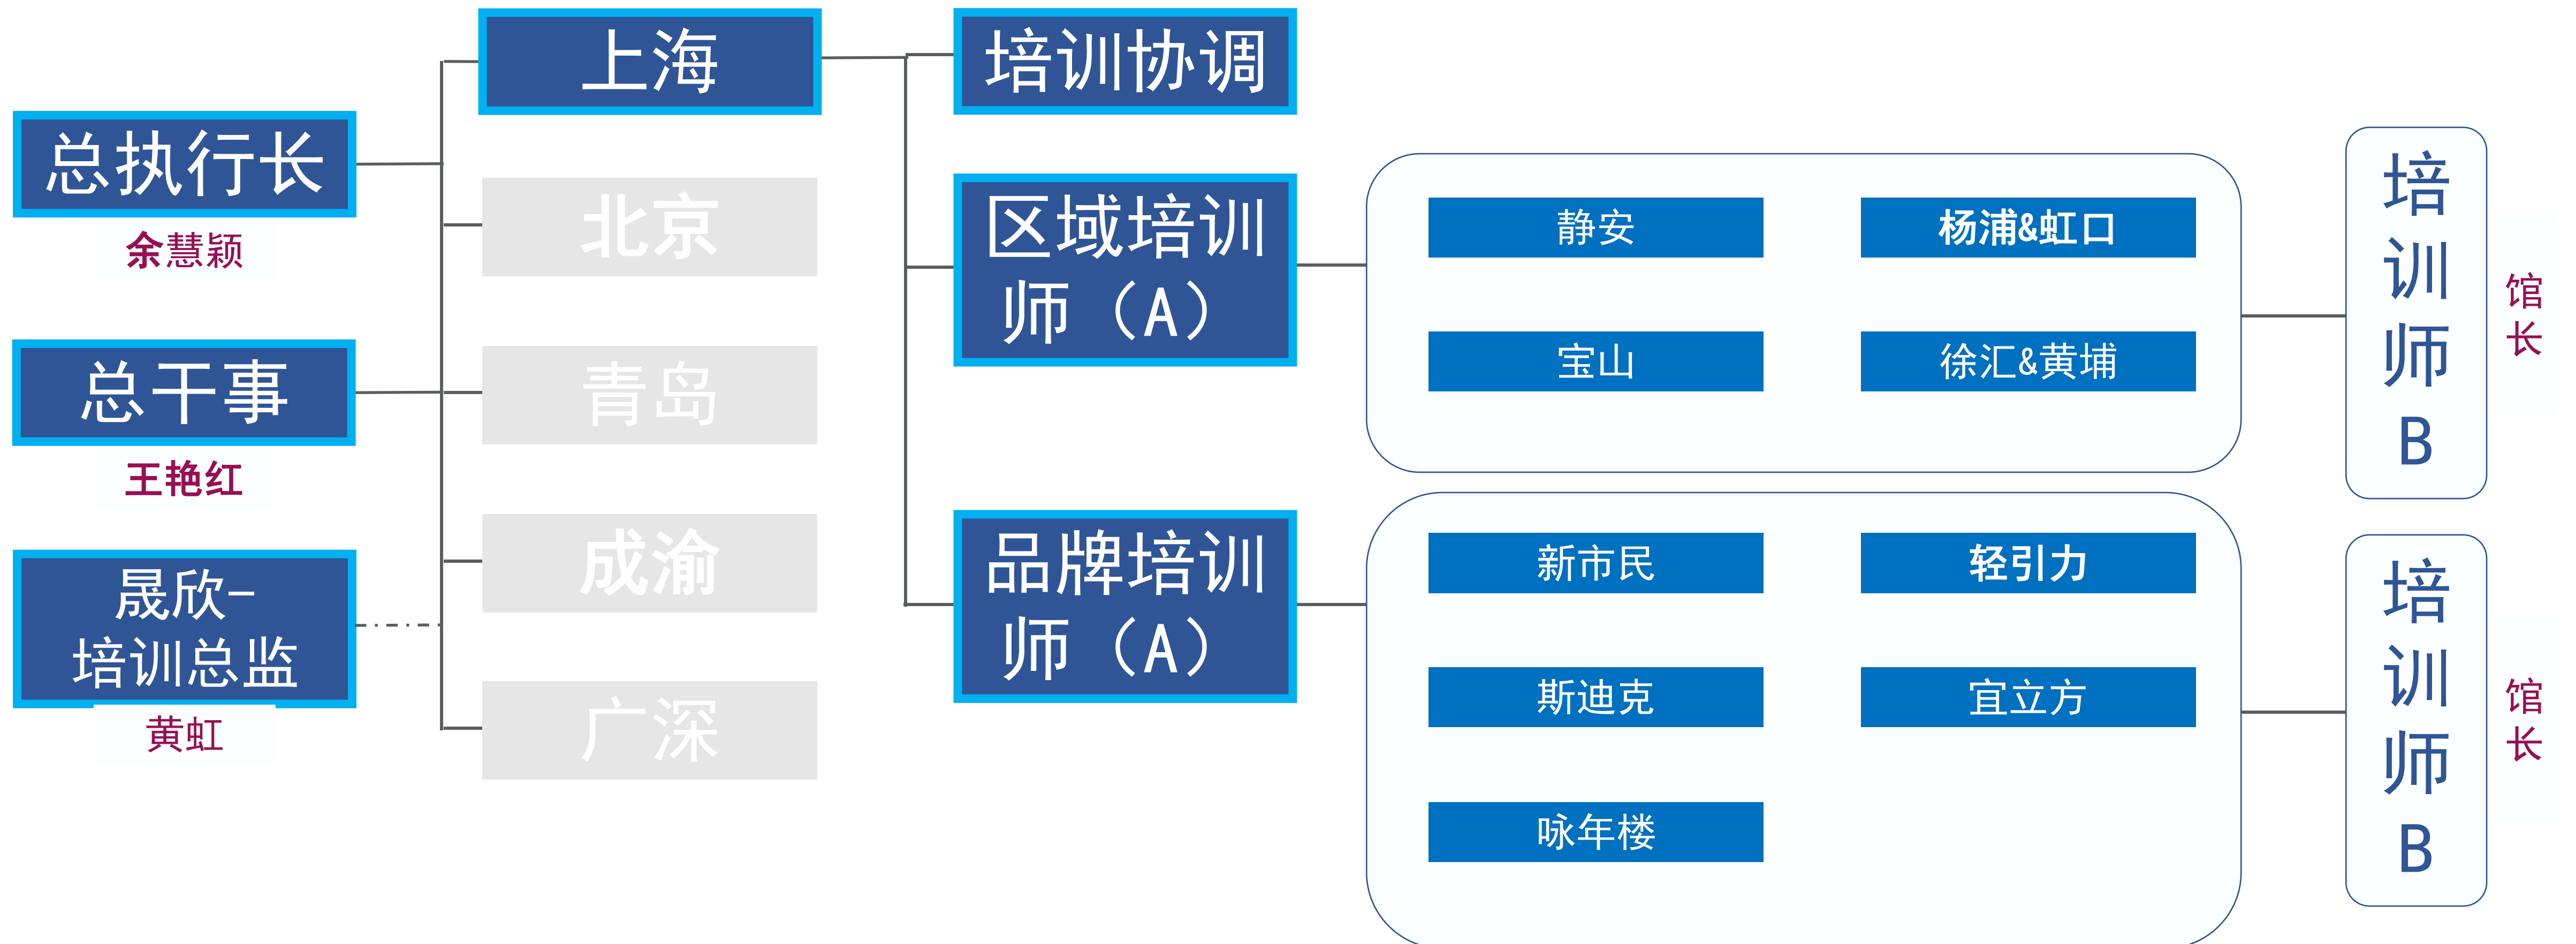 总执行长
余慧颖
总干事
王艳红
晟欣-
培训总监
黄虹
上海
北京
青岛
成渝
广深
培训协调
区域培训
师（A）
品牌培训
师（A）
静安
杨浦&虹口
宝山
徐汇&黄埔
新市民
轻引力
斯迪克
宜立方
咏年楼
培
训
师
B
馆
长
培
训
师
B
馆
长